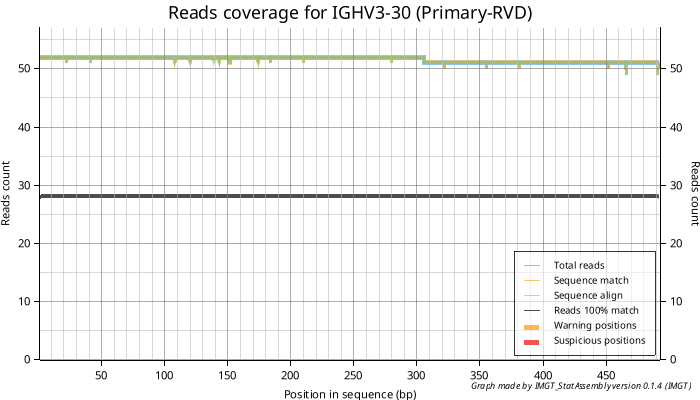 Reads coverage for IGHV3-30 (Primary-RVD)
50
40
30
20
10
0
Reads count
50
40
30
20
10
0
Reads count
50
100
150
200
250
300
350
400
450
Position in sequence (bp)
Total reads
Sequence match
Sequence align
Reads 100% match
Warning positions
Suspicious positions
Graph made by IMGT_StatAssembly version 0.1.4 (IMGT)